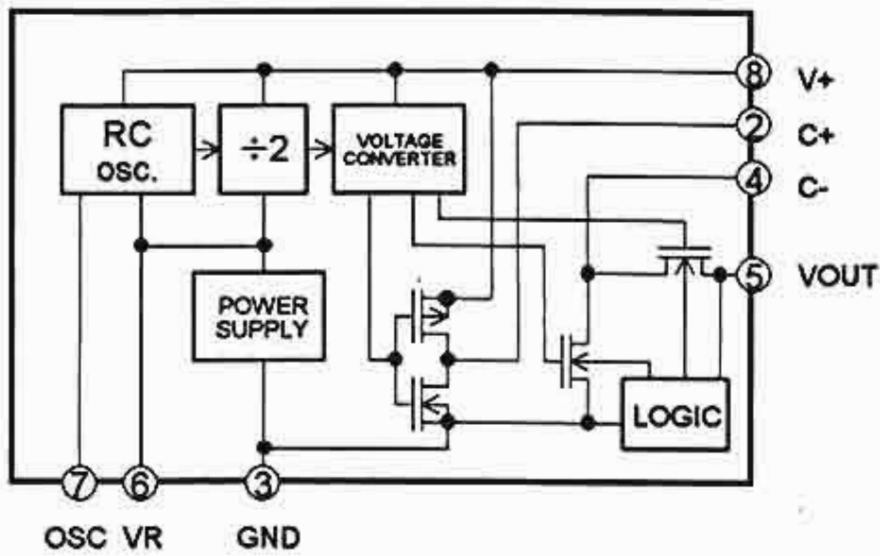 8 V+
RC
OSC.
÷2
VOLTAGE
CONVERTER
2 C+
4 C-
5 VOUT
POWER
SUPPLY
LOGIC
7 6 3
OSC VR GND